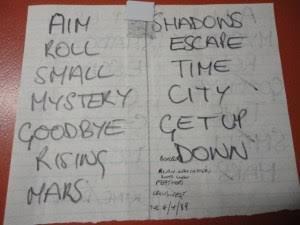 AIM
ROLL
SMALL
MYSTERY
GOODBYE
RISING
MARS
SHADOWS
ESCAPE
TIME
CITY
GET UP
DOWN